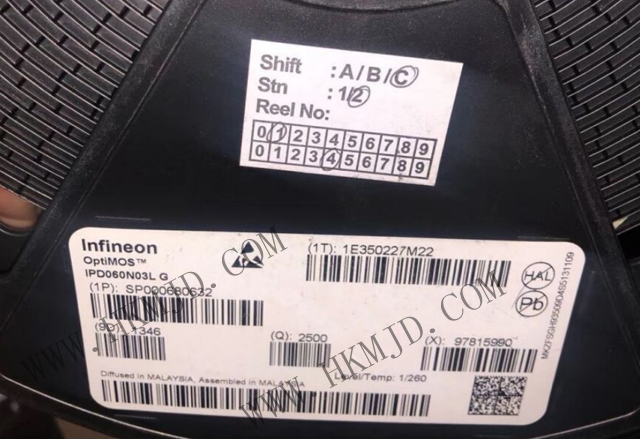 Shift : A/B/C
Stn : 1/2
Reel No:
0 1 2 3 4 5 6 7 8 9
0 1 2 3 4 5 6 7 8 9
Infineon
OptiMOS™
IPD060N03L G
(1P): SP000680632
(9D): 1346
(1T): 1E350227M22
(Q): 2500
(X): 97815990
HAL
Pb
Diffused in MALAYSIA, Assembled in MALAYSIA
Level/Temp: 1/260
WWW.HKMJD.COM
WWW.HKMJD.COM